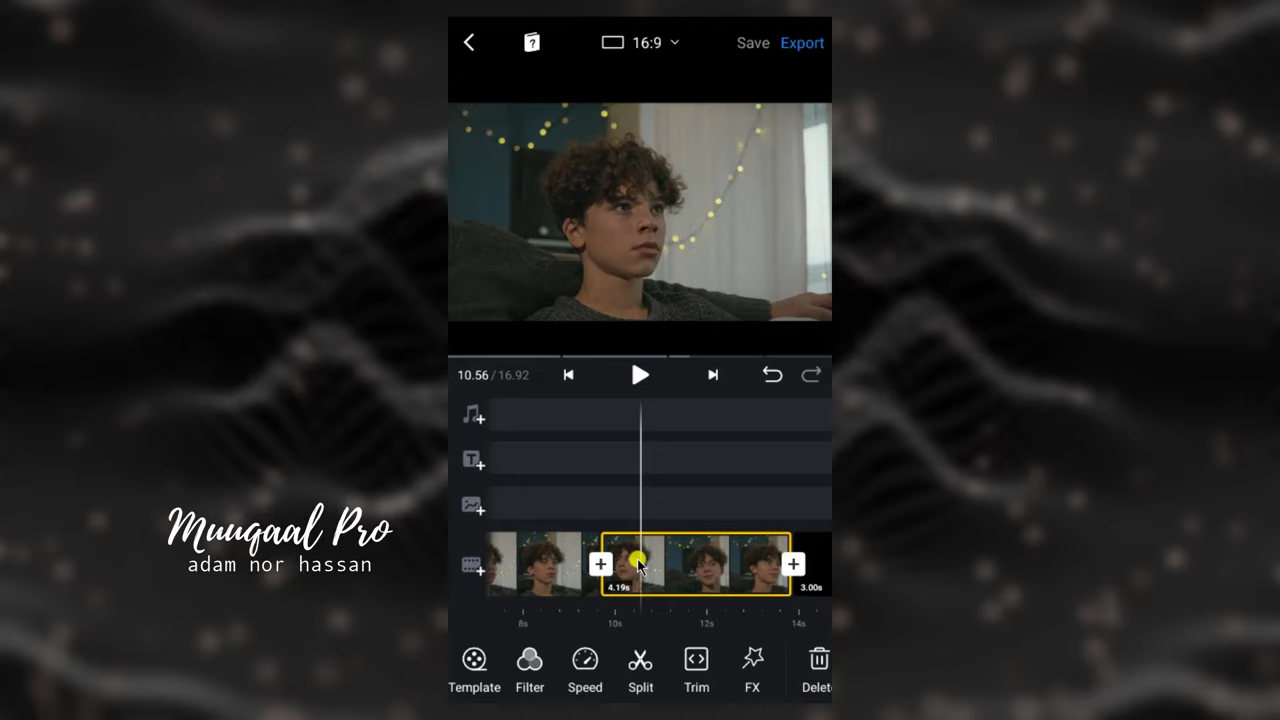 16:9
Save
Export
10.56 / 16.92
4.19s
3.00s
8s
10s
12s
14s
Template
Filter
Speed
Split
Trim
FX
Delet
Muuqaal Pro
adam nor hassan